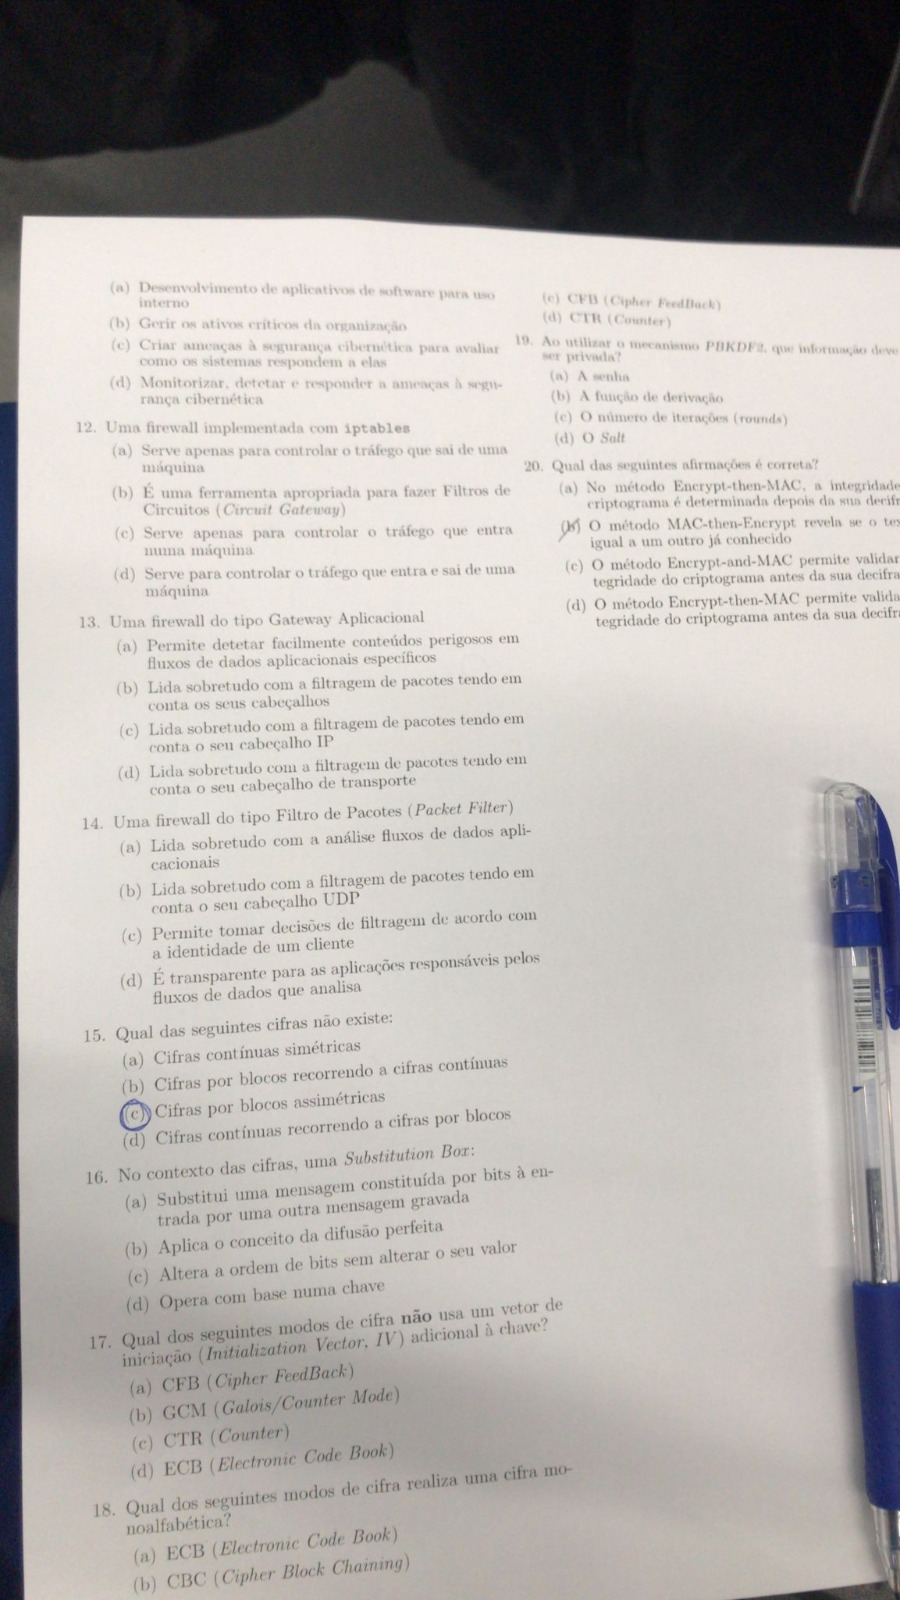 (a) Desenvolvimento de aplicativos de software para uso
interno
(b) Gerir os ativos críticos da organização
(c) Criar ameaças à segurança cibernética para avaliar
como os sistemas respondem a elas
(d) Monitorizar, detetar e responder a ameaças à segu-
rança cibernética
12. Uma firewall implementada com iptables
(a) Serve apenas para controlar o tráfego que sai de uma
máquina
(b) É uma ferramenta apropriada para fazer Filtros de
Circuitos (Circuit Gateway)
(c) Serve apenas para controlar o tráfego que entra
numa máquina
(d) Serve para controlar o tráfego que entra e sai de uma
máquina
13. Uma firewall do tipo Gateway Aplicacional
(a) Permite detetar facilmente conteúdos perigosos em
fluxos de dados aplicacionais específicos
(b) Lida sobretudo com a filtragem de pacotes tendo em
conta os seus cabeçalhos
(c) Lida sobretudo com a filtragem de pacotes tendo em
conta o seu cabeçalho IP
(d) Lida sobretudo com a filtragem de pacotes tendo em
conta o seu cabeçalho de transporte
14. Uma firewall do tipo Filtro de Pacotes (Packet Filter)
(a) Lida sobretudo com a análise fluxos de dados apli-
cacionais
(b) Lida sobretudo com a filtragem de pacotes tendo em
conta o seu cabeçalho UDP
(c) Permite tomar decisões de filtragem de acordo com
a identidade de um cliente
(d) É transparente para as aplicações responsáveis pelos
fluxos de dados que analisa
15. Qual das seguintes cifras não existe:
(a) Cifras contínuas simétricas
(b) Cifras por blocos recorrendo a cifras contínuas
(c) Cifras por blocos assimétricas
(d) Cifras contínuas recorrendo a cifras por blocos
16. No contexto das cifras, uma Substitution Box:
(a) Substitui uma mensagem constituída por bits à en-
trada por uma outra mensagem gravada
(b) Aplica o conceito da difusão perfeita
(c) Altera a ordem de bits sem alterar o seu valor
(d) Opera com base numa chave
17. Qual dos seguintes modos de cifra não usa um vetor de
iniciação (Initialization Vector, IV) adicional à chave?
(a) CFB (Cipher FeedBack)
(b) GCM (Galois/Counter Mode)
(c) CTR (Counter)
(d) ECB (Electronic Code Book)
18. Qual dos seguintes modos de cifra realiza uma cifra mo-
noalfabética?
(a) ECB (Electronic Code Book)
(b) CBC (Cipher Block Chaining)
(c) CFB (Cipher FeedBack)
(d) CTR (Counter)
19. Ao utilizar o mecanismo PBKDF2, que informação deve
ser privada?
(a) A senha
(b) A função de derivação
(c) O número de iterações (rounds)
(d) O Salt
20. Qual das seguintes afirmações é correta?
(a) No método Encrypt-then-MAC, a integridade
criptograma é determinada depois da sua decifr
(b) O método MAC-then-Encrypt revela se o tex
igual a um outro já conhecido
(c) O método Encrypt-and-MAC permite validar
tegridade do criptograma antes da sua decifra
(d) O método Encrypt-then-MAC permite valida
tegridade do criptograma antes da sua decifr